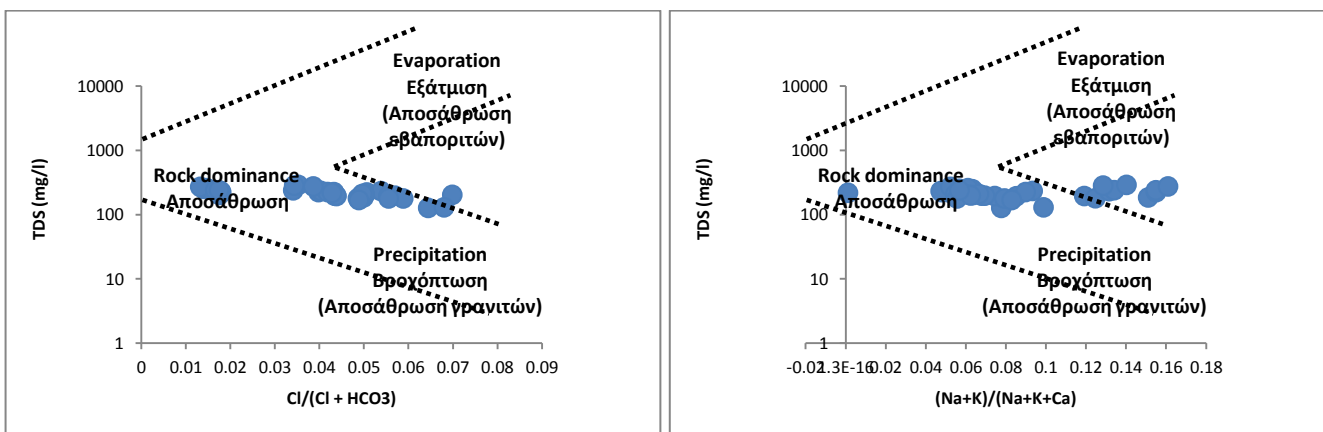 Evaporation
Εξάτμιση
(Αποσάθρωση
εβαποριτών)
10000
1000
Rock dominance
Αποσάθρωση
100
Precipitation
Βροχόπτωση
(Αποσάθρωση γρανιτών)
10
1
TDS (mg/l)
0 0.01 0.02 0.03 0.04 0.05 0.06 0.07 0.08 0.09
Cl/(Cl + HCO3)
Evaporation
Εξάτμιση
(Αποσάθρωση
εβαποριτών)
10000
1000
Rock dominance
Αποσάθρωση
100
Precipitation
Βροχόπτωση
(Αποσάθρωση γρανιτών)
10
1
TDS (mg/l)
-0.02 1.3E-16 0.02 0.04 0.06 0.08 0.1 0.12 0.14 0.16 0.18
(Na+K)/(Na+K+Ca)